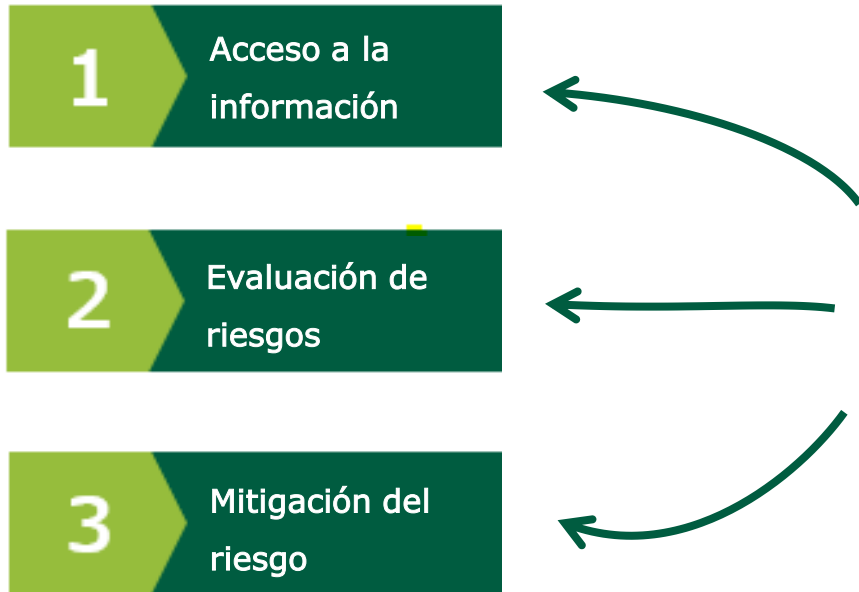 1
Acceso a la
información
2
Evaluación de
riesgos
3
Mitigación del
riesgo